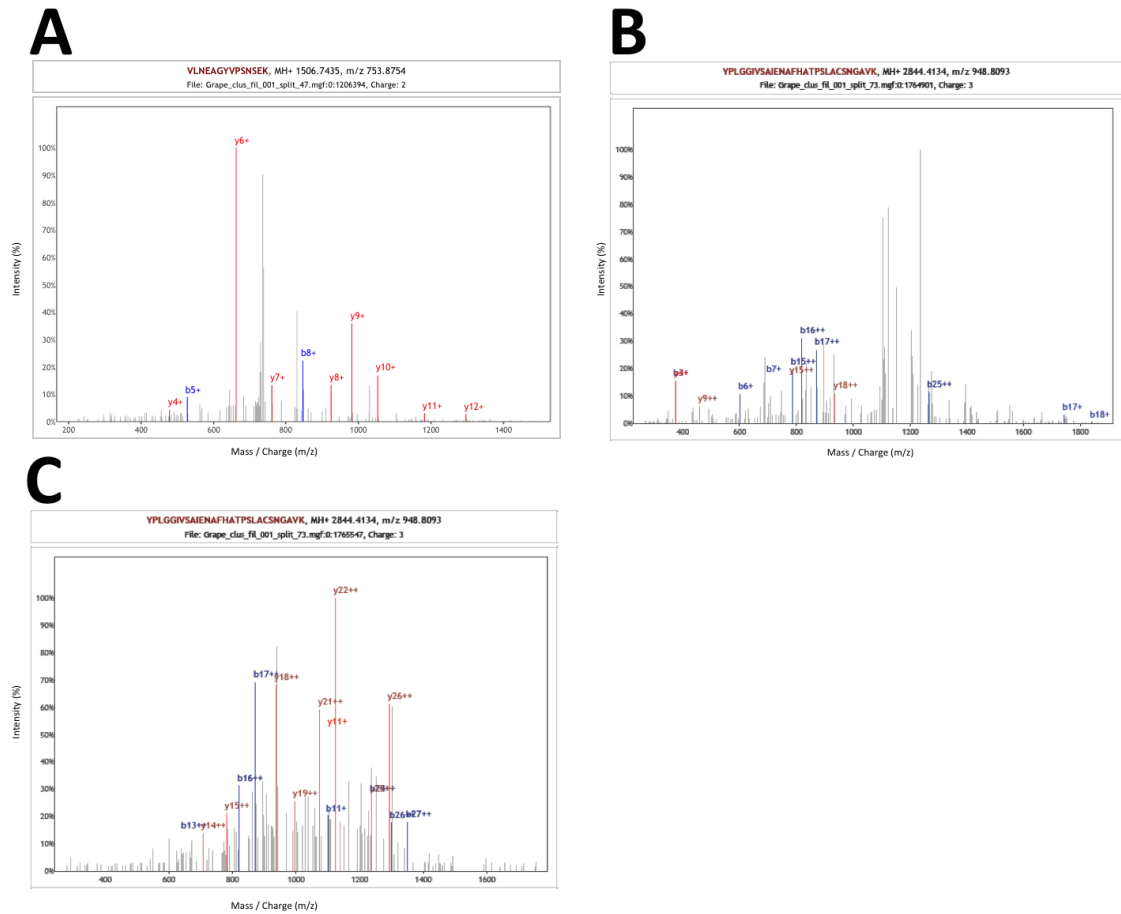 A
VLNEAGYVPSNSEK, MH+ 1506.7435, m/z 753.8754
File: Grape_clus_fil_001_split_47.mgf:0:1206394, Charge: 2
Intensity (%)
100%
90%
80%
70%
60%
50%
40%
30%
20%
10%
0%
y6+
y9+
b8+
y10+
y7+
y8+
b5+
y4+
y11+
y12+
200
400
600
800
1000
1200
1400
Mass / Charge (m/z)
B
YPLGGIVSAIENAFHATPSLACSNGAVK, MH+ 2844.4134, m/z 948.8093
File: Grape_clus_fil_001_split_73.mgf:0:1764901, Charge: 3
Intensity (%)
100%
90%
80%
70%
60%
50%
40%
30%
20%
10%
0%
b16++
b17++
b15++
y15++
b7+
b6+
y9++
y18++
b25++
b17+
b18+
400
600
800
1000
1200
1400
1600
1800
Mass / Charge (m/z)
C
YPLGGIVSAIENAFHATPSLACSNGAVK, MH+ 2844.4134, m/z 948.8093
File: Grape_clus_fil_001_split_73.mgf:0:1765547, Charge: 3
Intensity (%)
100%
90%
80%
70%
60%
50%
40%
30%
20%
10%
0%
y22++
b17++
y18++
y26++
y21++
y11+
b16++
y19++
y15++
b11+
b13++
y14++
b26++
b27++
400
600
800
1000
1200
1400
1600
Mass / Charge (m/z)